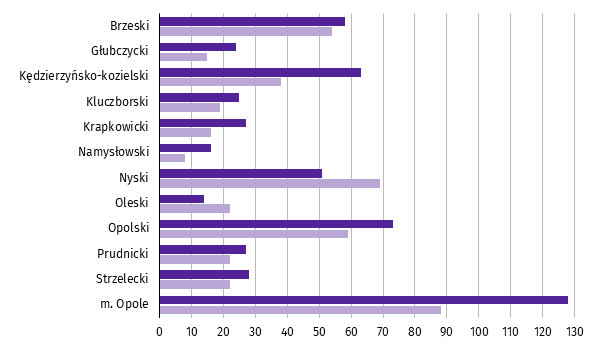 Brzeski
Głubczycki
Kędzierzyńsko-kozielski
Kluczborski
Krapkowicki
Namysłowski
Nyski
Oleski
Opolski
Prudnicki
Strzelecki
m. Opole
0 10 20 30 40 50 60 70 80 90 100 110 120 130